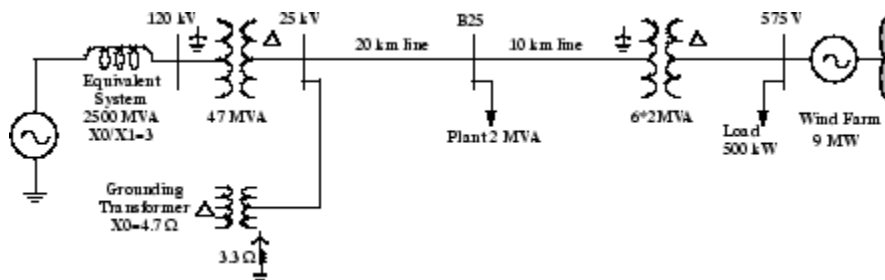 120 kV
25 kV
B25
575 V
20 km line
10 km line
Equivalent
System
2500 MVA
X0/X1=3
47 MVA
Plant 2 MVA
6*2MVA
Load
500 kW
Wind Farm
9 MW
Grounding
Transformer
X0=4.7 Ω
3.3 Ω